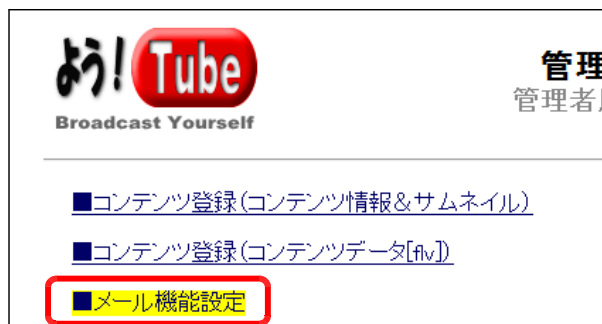 よう!Tube
Broadcast Yourself
管理
管理者
■コンテンツ登録(コンテンツ情報&サムネイル)
■コンテンツ登録(コンテンツデータ[flv])
■メール機能設定